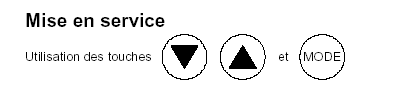 Mise en service
Utilisation des touches ▼ ▲ et MODE